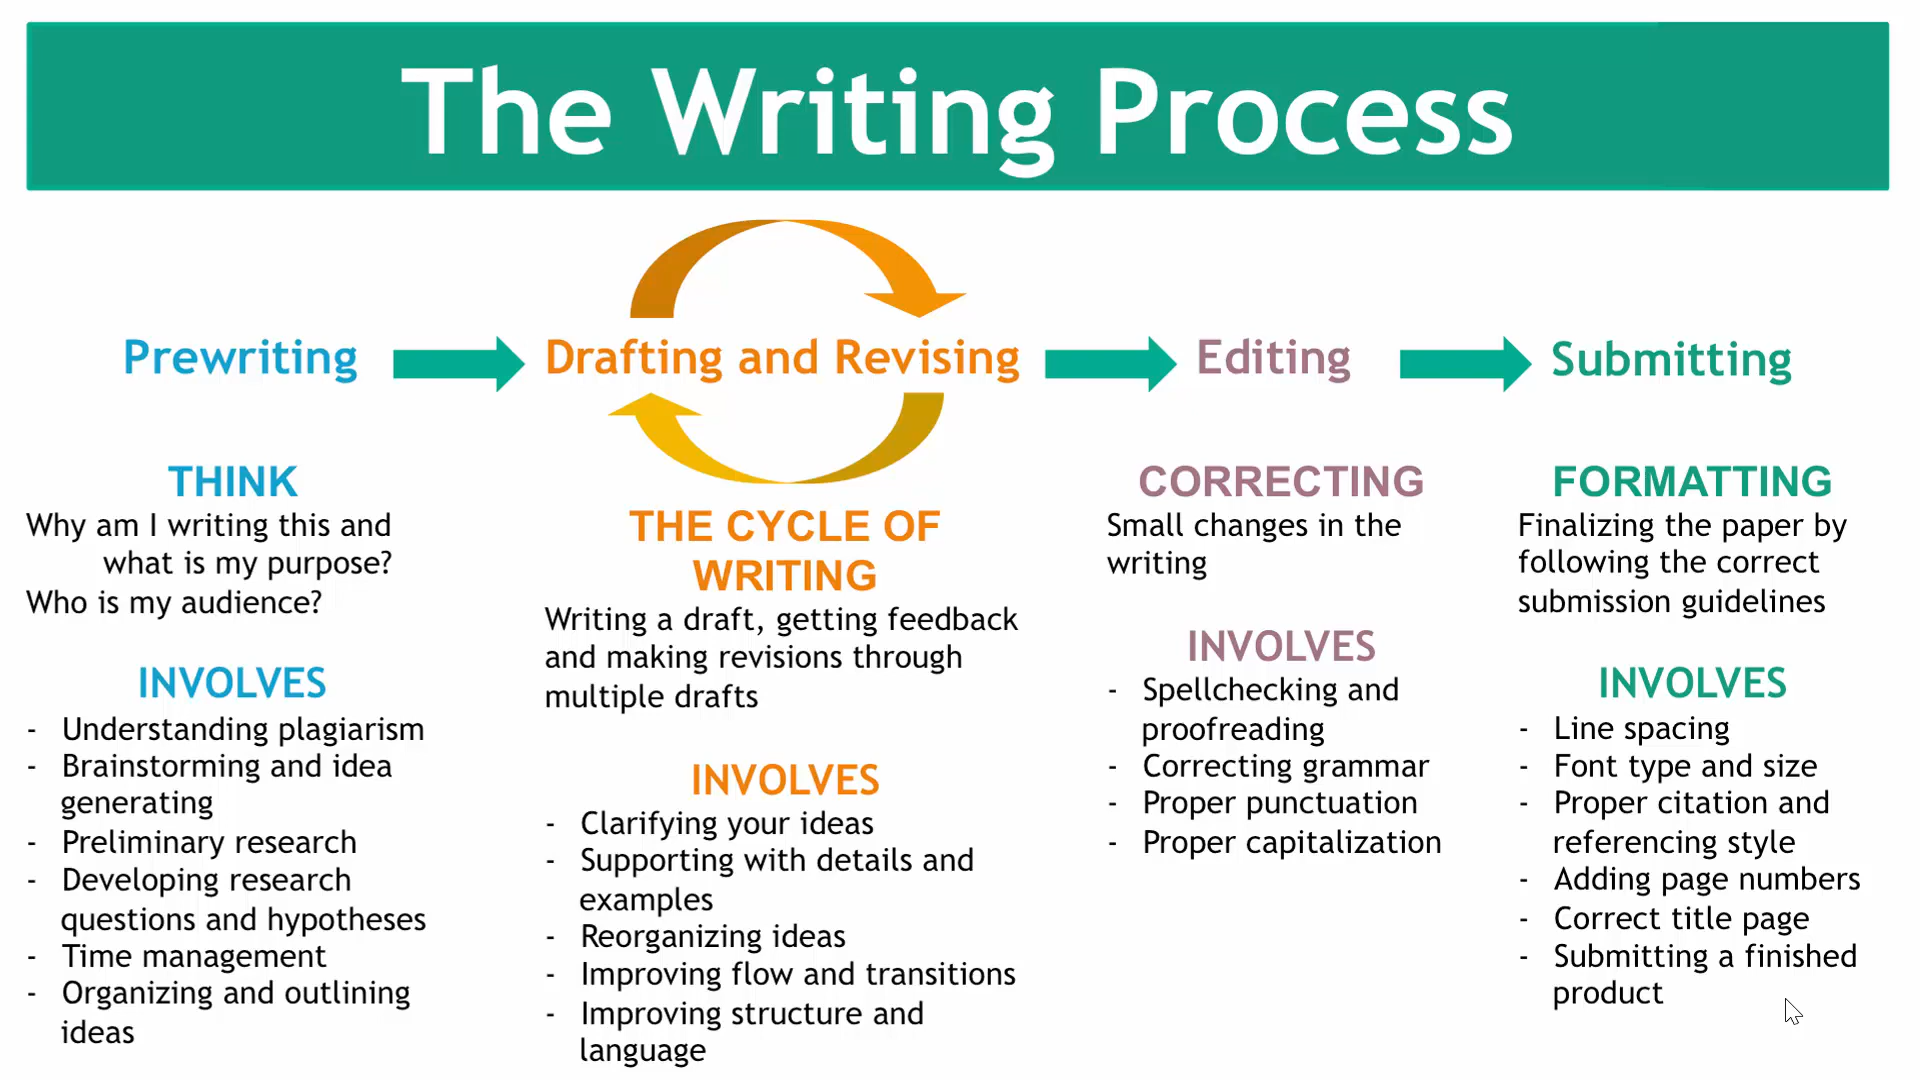 The Writing Process
Prewriting
Drafting and Revising
Editing
Submitting
THINK
Why am I writing this and
what is my purpose?
Who is my audience?
INVOLVES
- Understanding plagiarism
- Brainstorming and idea
generating
- Preliminary research
- Developing research
questions and hypotheses
- Time management
- Organizing and outlining
ideas
THE CYCLE OF
WRITING
Writing a draft, getting feedback
and making revisions through
multiple drafts
INVOLVES
- Clarifying your ideas
- Supporting with details and
examples
- Reorganizing ideas
- Improving flow and transitions
- Improving structure and
language
CORRECTING
Small changes in the
writing
INVOLVES
- Spellchecking and
proofreading
- Correcting grammar
- Proper punctuation
- Proper capitalization
FORMATTING
Finalizing the paper by
following the correct
submission guidelines
INVOLVES
- Line spacing
- Font type and size
- Proper citation and
referencing style
- Adding page numbers
- Correct title page
- Submitting a finished
product